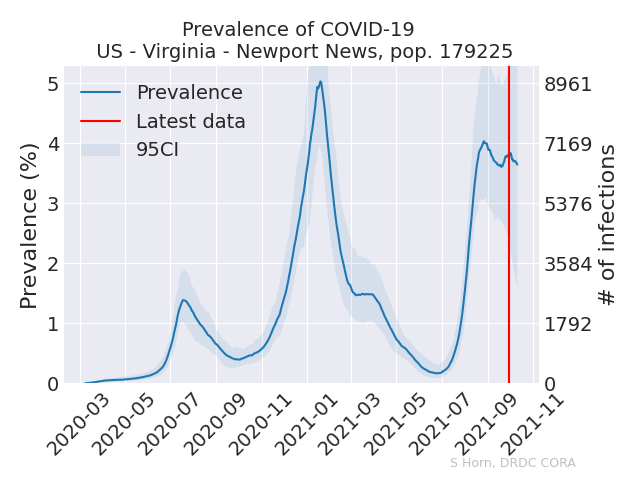 Prevalence of COVID-19
US - Virginia - Newport News, pop. 179225
Prevalence
Latest data
95CI
Prevalence (%)
5
4
3
2
1
0
8961
7169
5376
3584
1792
0
# of infections
2020-03
2020-05
2020-07
2020-09
2020-11
2021-01
2021-03
2021-05
2021-07
2021-09
2021-11
S Horn, DRDC CORA